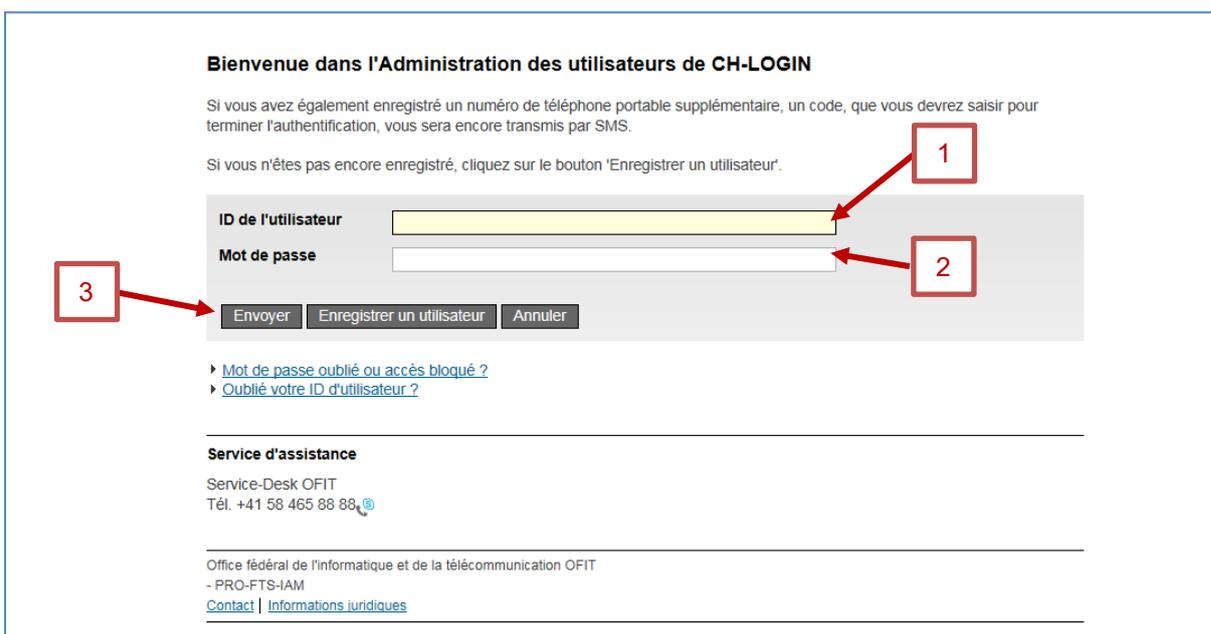 Bienvenue dans l'Administration des utilisateurs de CH-LOGIN
Si vous avez également enregistré un numéro de téléphone portable supplémentaire, un code, que vous devrez saisir pour
terminer l'authentification, vous sera encore transmis par SMS.
1
Si vous n'êtes pas encore enregistré, cliquez sur le bouton 'Enregistrer un utilisateur'.
ID de l'utilisateur
Mot de passe
2
3
Envoyer Enregistrer un utilisateur Annuler
Mot de passe oublié ou accès bloqué ?
Oublié votre ID d'utilisateur ?
Service d'assistance
Service-Desk OFIT
Tél. +41 58 465 88 88
Office fédéral de l'informatique et de la télécommunication OFIT
- PRO-FTS-IAM
Contact | Informations juridiques